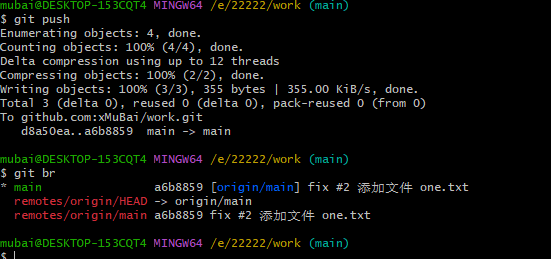 mubai@DESKTOP-153CQT4 MINGW64 /e/22222/work (main)
$ git push
Enumerating objects: 4, done.
Counting objects: 100% (4/4), done.
Delta compression using up to 12 threads
Compressing objects: 100% (2/2), done.
Writing objects: 100% (3/3), 355 bytes | 355.00 KiB/s, done.
Total 3 (delta 0), reused 0 (delta 0), pack-reused 0 (from 0)
To github.com:xMuBai/work.git
   d8a50ea..a6b8859  main -> main

mubai@DESKTOP-153CQT4 MINGW64 /e/22222/work (main)
$ git br
* main                a6b8859 [origin/main] fix #2 添加文件 one.txt
  remotes/origin/HEAD -> origin/main
  remotes/origin/main a6b8859 fix #2 添加文件 one.txt

mubai@DESKTOP-153CQT4 MINGW64 /e/22222/work (main)
$